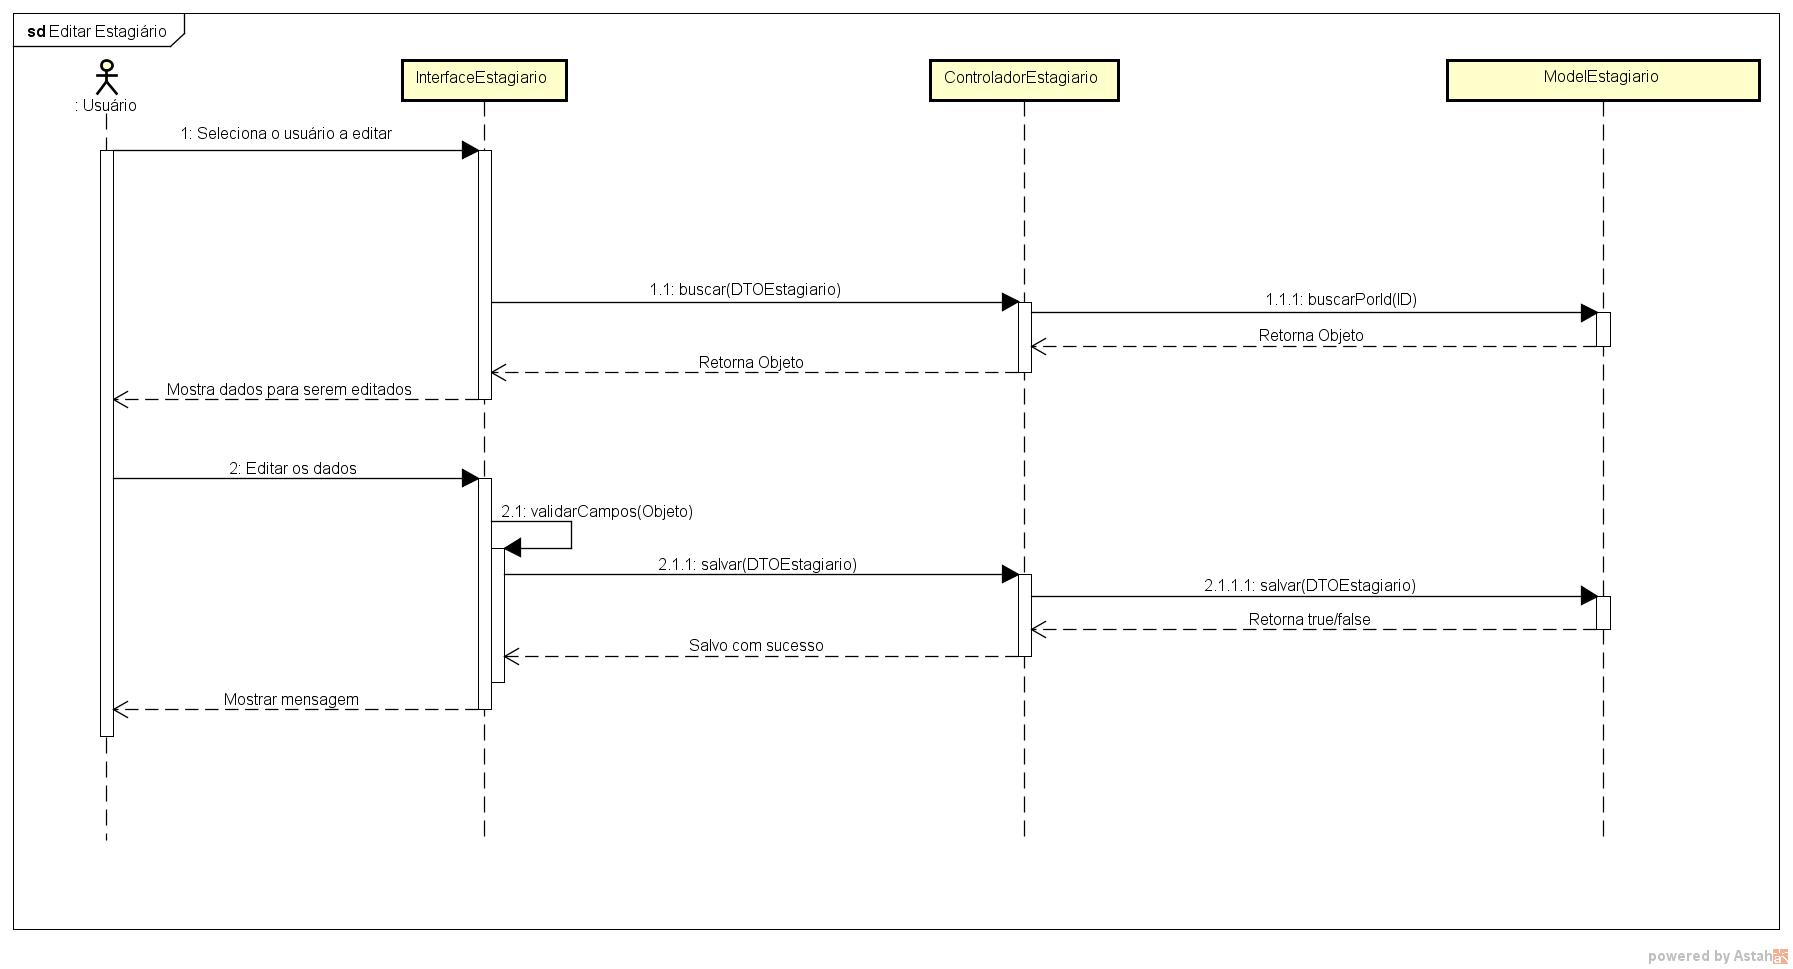 sd Editar Estagiário
: Usuário
InterfaceEstagiario
ControladorEstagiario
ModelEstagiario
1: Seleciona o usuário a editar
1.1: buscar(DTOEstagiario)
1.1.1: buscarPorId(ID)
Retorna Objeto
Retorna Objeto
Mostra dados para serem editados
2: Editar os dados
2.1: validarCampos(Objeto)
2.1.1: salvar(DTOEstagiario)
2.1.1.1: salvar(DTOEstagiario)
Retorna true/false
Salvo com sucesso
Mostrar mensagem
powered by Astah